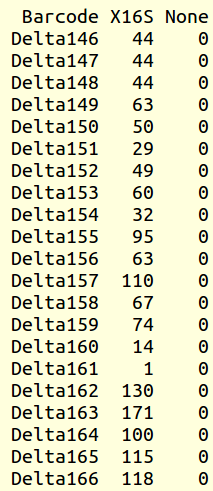 Barcode X16S None
Delta146 44 0
Delta147 44 0
Delta148 44 0
Delta149 63 0
Delta150 50 0
Delta151 29 0
Delta152 49 0
Delta153 60 0
Delta154 32 0
Delta155 95 0
Delta156 63 0
Delta157 110 0
Delta158 67 0
Delta159 74 0
Delta160 14 0
Delta161 1 0
Delta162 130 0
Delta163 171 0
Delta164 100 0
Delta165 115 0
Delta166 118 0